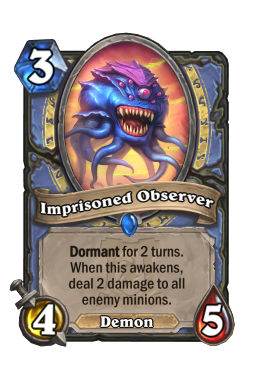 3
Imprisoned Observer
Dormant for 2 turns.
When this awakens,
deal 2 damage to all
enemy minions.
4
Demon
5